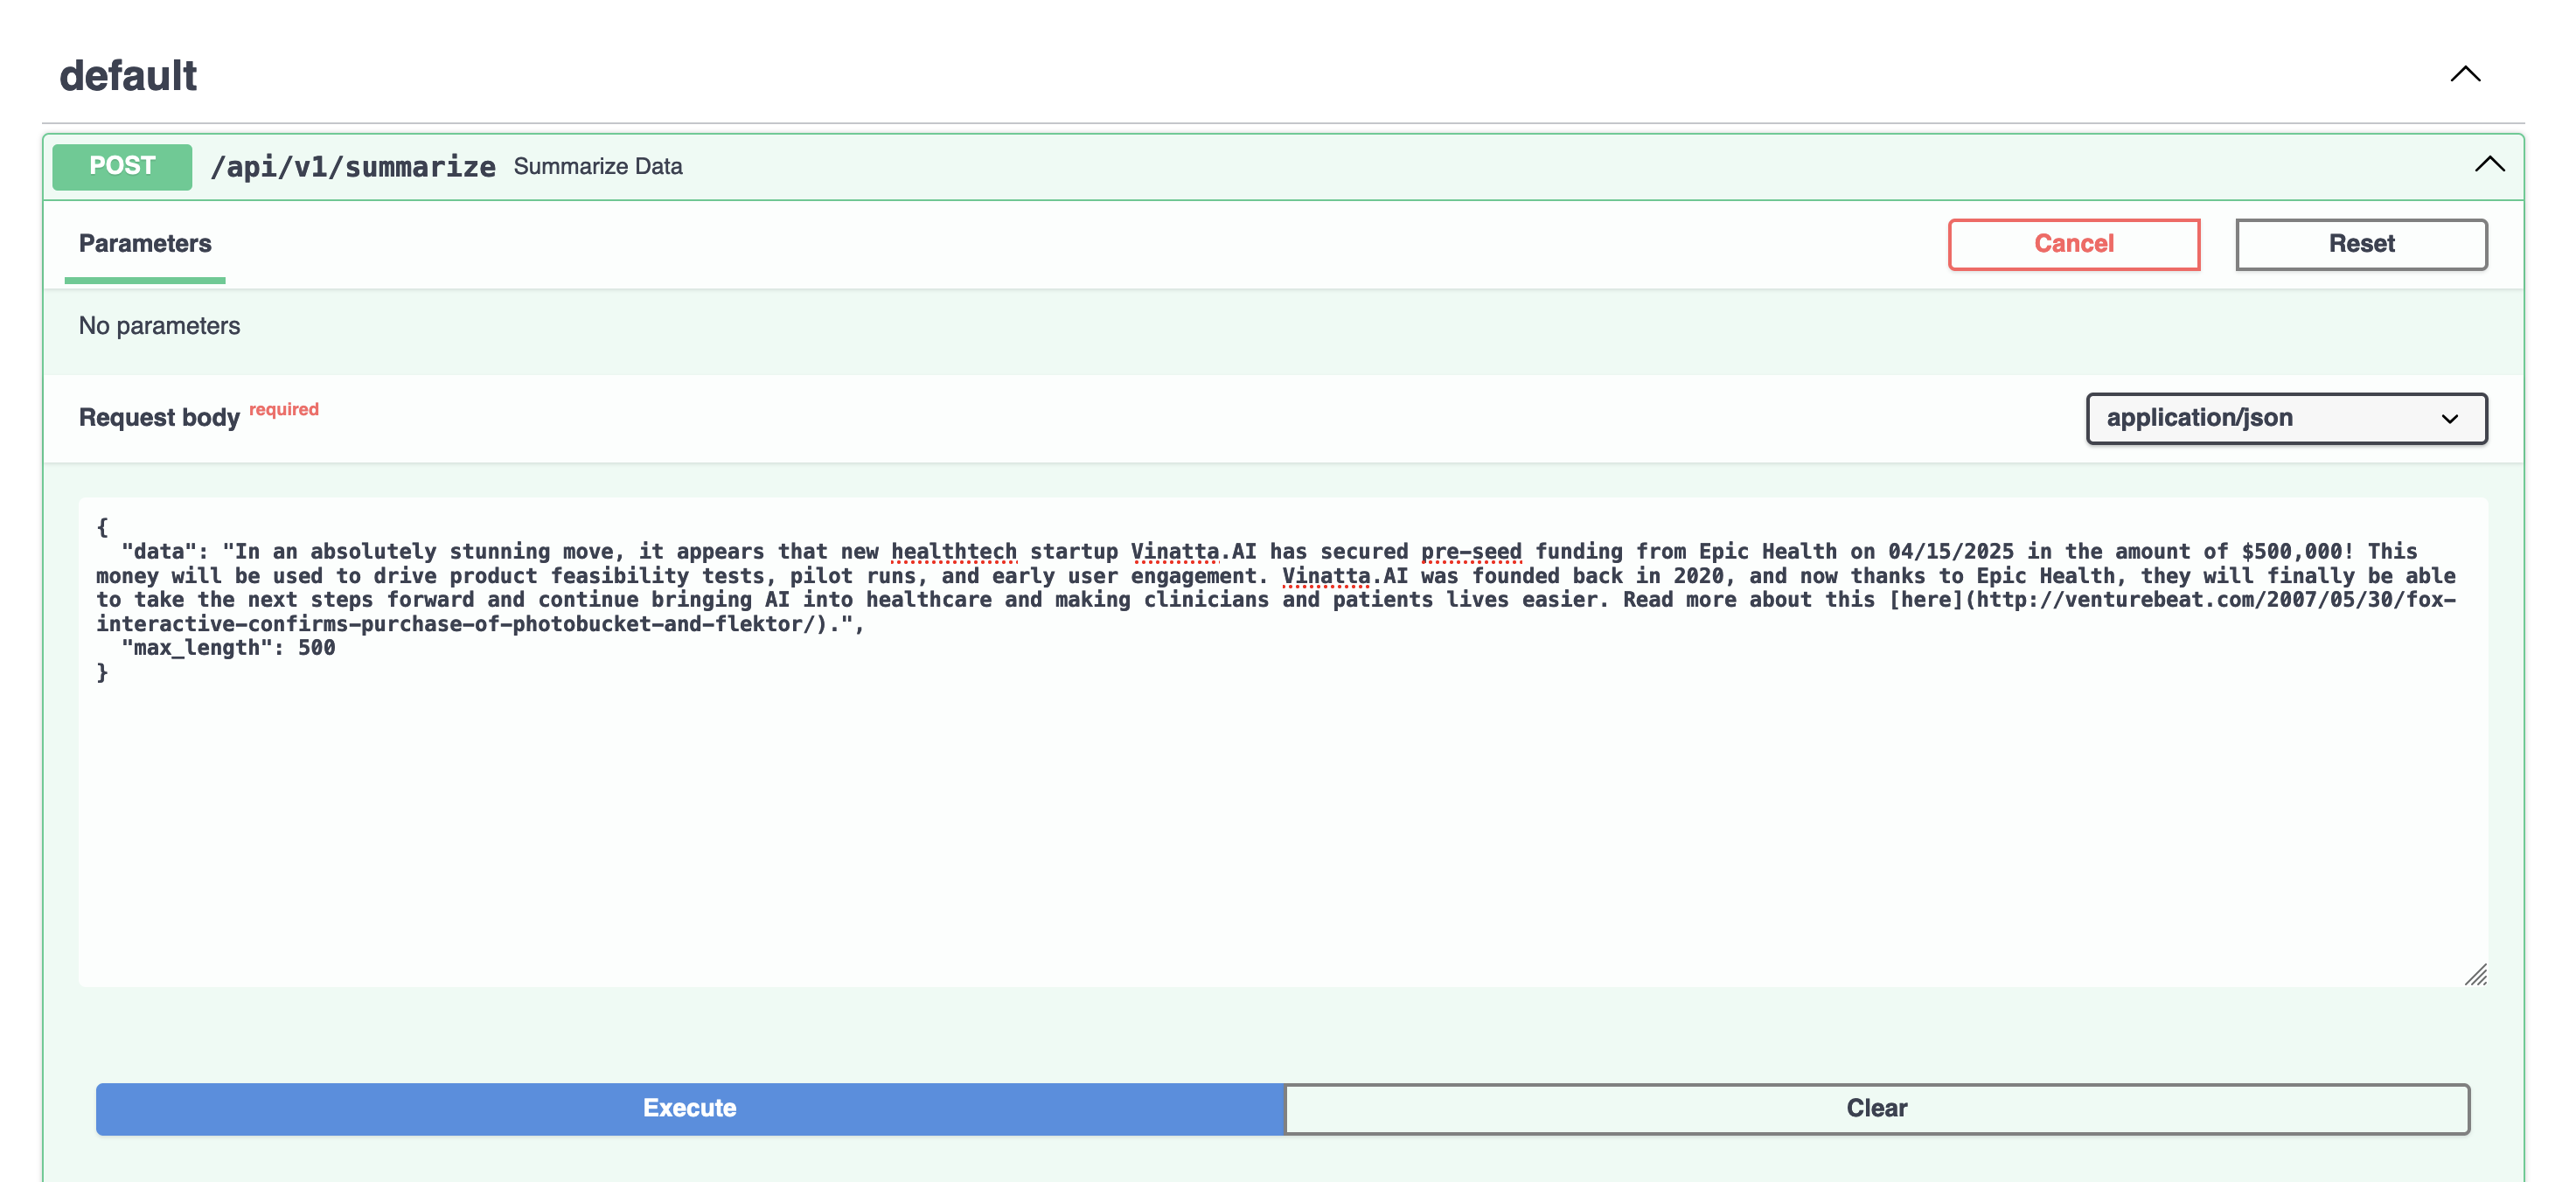 default
POST /api/v1/summarize Summarize Data
Parameters
Cancel
Reset
No parameters
Request body required
application/json
{
  "data": "In an absolutely stunning move, it appears that new healthtech startup Vinatta.AI has secured pre-seed funding from Epic Health on 04/15/2025 in the amount of $500,000! This
money will be used to drive product feasibility tests, pilot runs, and early user engagement. Vinatta.AI was founded back in 2020, and now thanks to Epic Health, they will finally be able
to take the next steps forward and continue bringing AI into healthcare and making clinicians and patients lives easier. Read more about this [here](http://venturebeat.com/2007/05/30/fox-
interactive-confirms-purchase-of-photobucket-and-flektor/).",
  "max_length": 500
}
Execute
Clear